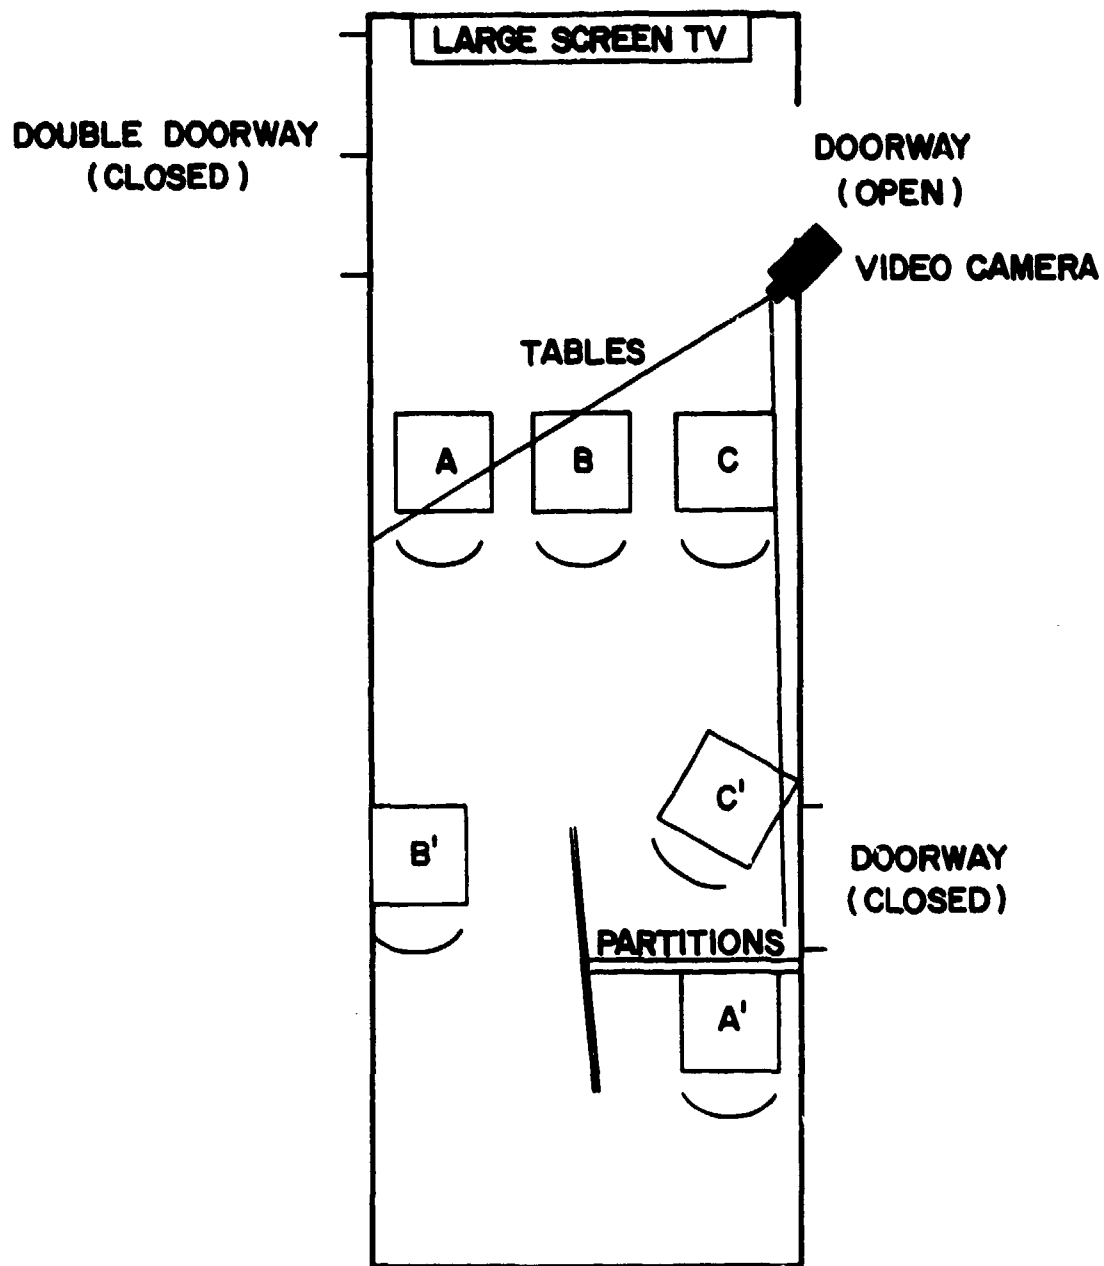 LARGE SCREEN TV
DOUBLE DOORWAY
(CLOSED)
DOORWAY
(OPEN)
VIDEO CAMERA
TABLES
A
B
C
C'
B'
DOORWAY
(CLOSED)
PARTITIONS
A'